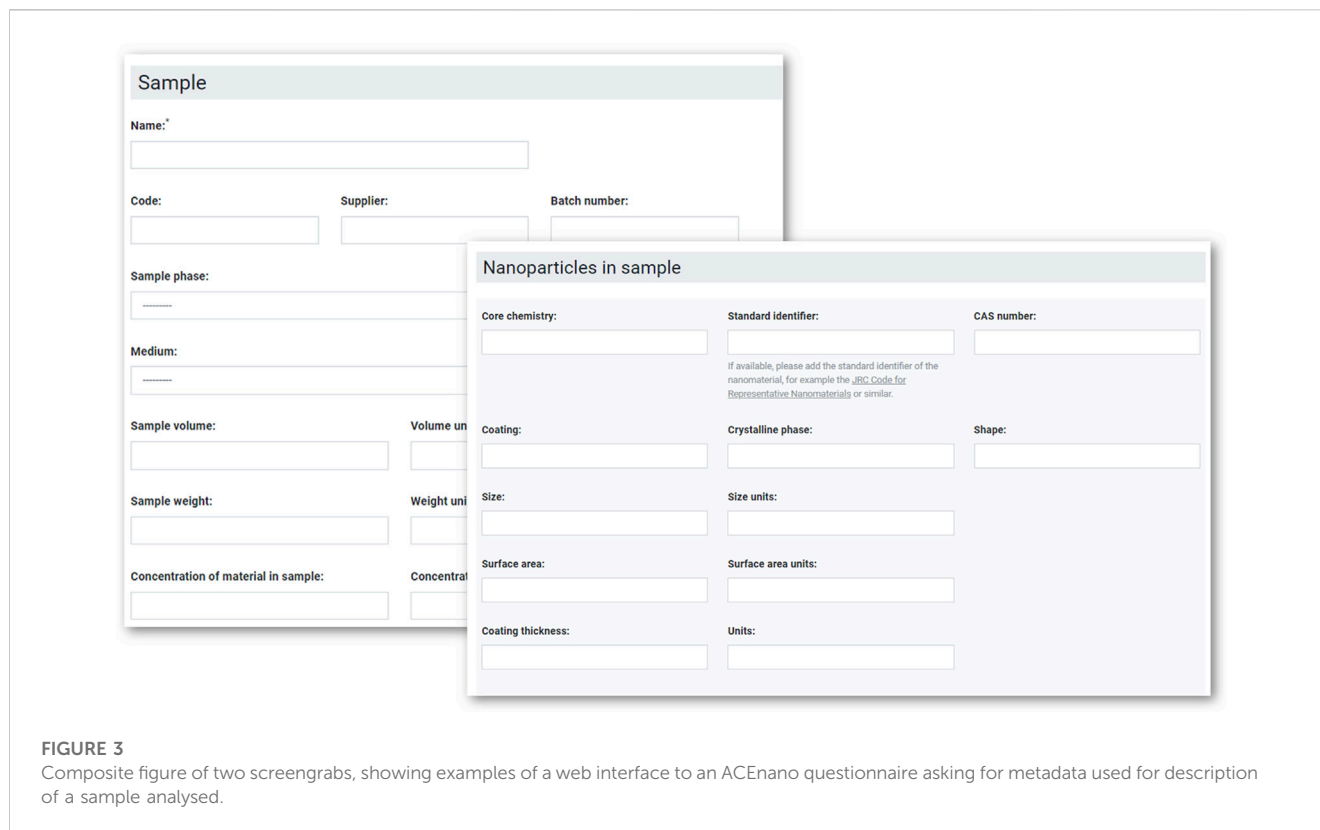 Sample
Name:*
Code: Supplier: Batch number:
Sample phase:
---------
Medium:
---------
Sample volume: Volume un
Sample weight: Weight uni
Concentration of material in sample: Concentrat
Nanoparticles in sample
Core chemistry: Standard identifier: CAS number:
If available, please add the standard identifier of the
nanomaterial, for example the JRC Code for
Representative Nanomaterials or similar.
Coating: Crystalline phase: Shape:
Size: Size units:
Surface area: Surface area units:
Coating thickness: Units:
FIGURE 3
Composite figure of two screengrabs, showing examples of a web interface to an ACEnano questionnaire asking for metadata used for description
of a sample analysed.